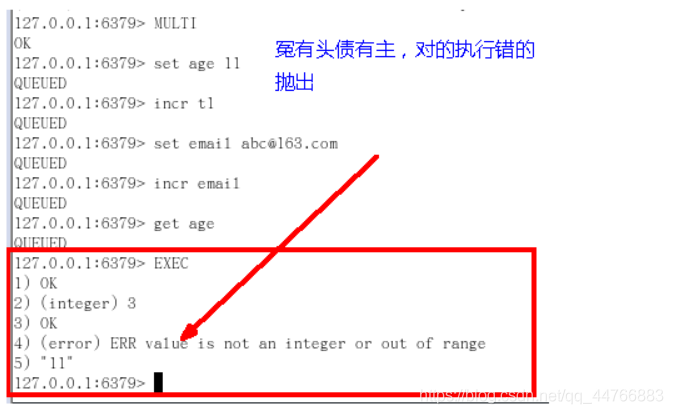 127.0.0.1:6379> MULTI
OK
冤有头债有主，对的执行错的
抛出
127.0.0.1:6379> set age 11
QUEUED
127.0.0.1:6379> incr t1
QUEUED
127.0.0.1:6379> set email abc@163.com
QUEUED
127.0.0.1:6379> incr email
QUEUED
127.0.0.1:6379> get age
QUEUED
127.0.0.1:6379> EXEC
1) OK
2) (integer) 3
3) OK
4) (error) ERR value is not an integer or out of range
5) "11"
127.0.0.1:6379>
https://blog.csdn.net/qq_44766883